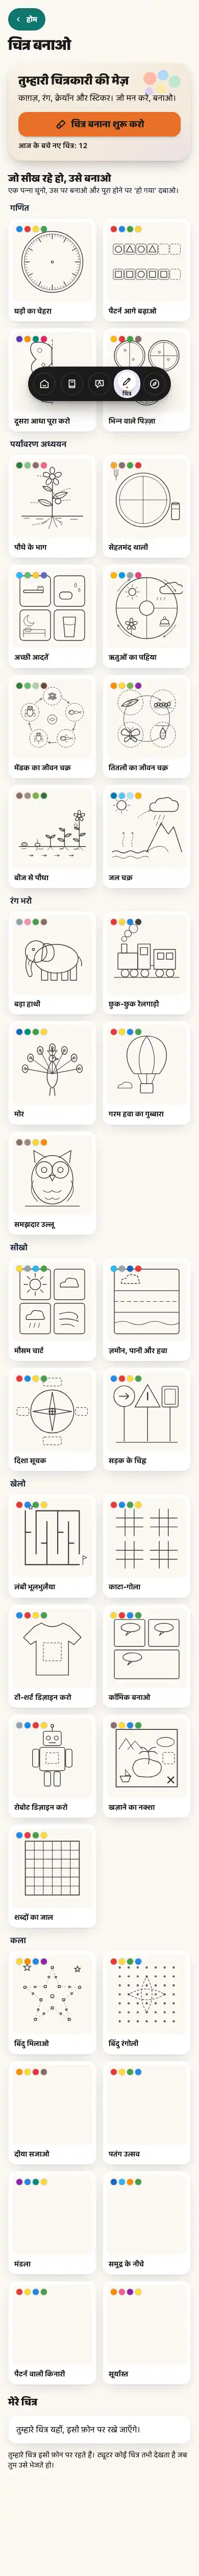 होम
चित्र बनाओ
तुम्हारी चित्रकारी की मेज़
काग़ज़, रंग, क्रेयॉन और स्टिकर। जो मन करे, बनाओ।
चित्र बनाना शुरू करो
आज के बचे नए चित्र: 12
जो सीख रहे हो, उसे बनाओ
एक पन्ना चुनो, उस पर बनाओ और पूरा होने पर 'हो गया' दबाओ।
गणित
घड़ी का चेहरा
पैटर्न आगे बढ़ाओ
चित्र
दूसरा आधा पूरा करो
भिन्न वाले पिज़्ज़ा
पर्यावरण अध्ययन
पौधे के भाग
सेहतमंद थाली
अच्छी आदतें
ऋतुओं का पहिया
मेंढक का जीवन चक्र
तितली का जीवन चक्र
बीज से पौधा
जल चक्र
रंग भरो
बड़ा हाथी
छुक-छुक रेलगाड़ी
मोर
गरम हवा का गुब्बारा
समझदार उल्लू
सीखो
मौसम चार्ट
ज़मीन, पानी और हवा
दिशा सूचक
सड़क के चिह्न
खेलो
लंबी भूलभुलैया
काटा-गोला
टी-शर्ट डिज़ाइन करो
कॉमिक बनाओ
रोबोट डिज़ाइन करो
ख़ज़ाने का नक्शा
शब्दों का जाल
कला
बिंदु मिलाओ
बिंदु रंगोली
दीया सजाओ
पतंग उत्सव
मंडला
समुद्र के नीचे
पैटर्न वाली किनारी
सूर्यास्त
मेरे चित्र
तुम्हारे चित्र यहीं, इसी फ़ोन पर रखे जाएँगे।
तुम्हारे चित्र इसी फ़ोन पर रहते हैं। ट्यूटर कोई चित्र तभी देखता है जब
तुम उसे भेजते हो।